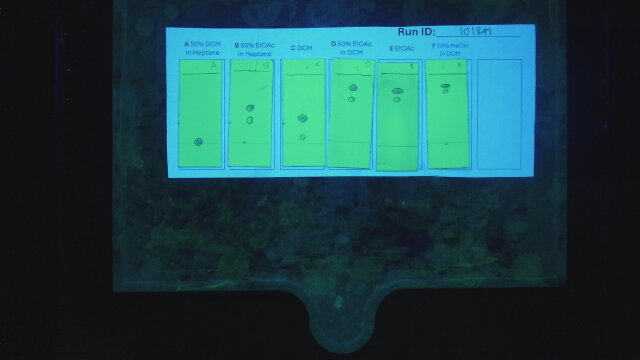 Run ID: 101841
A 50% DCM
in Heptane
B 50% EtOAc
in Heptane
C DCM
D 50% EtOAc
in DCM
E EtOAc
F 10% MeOH
in DCM
A
B
C
D
E
F